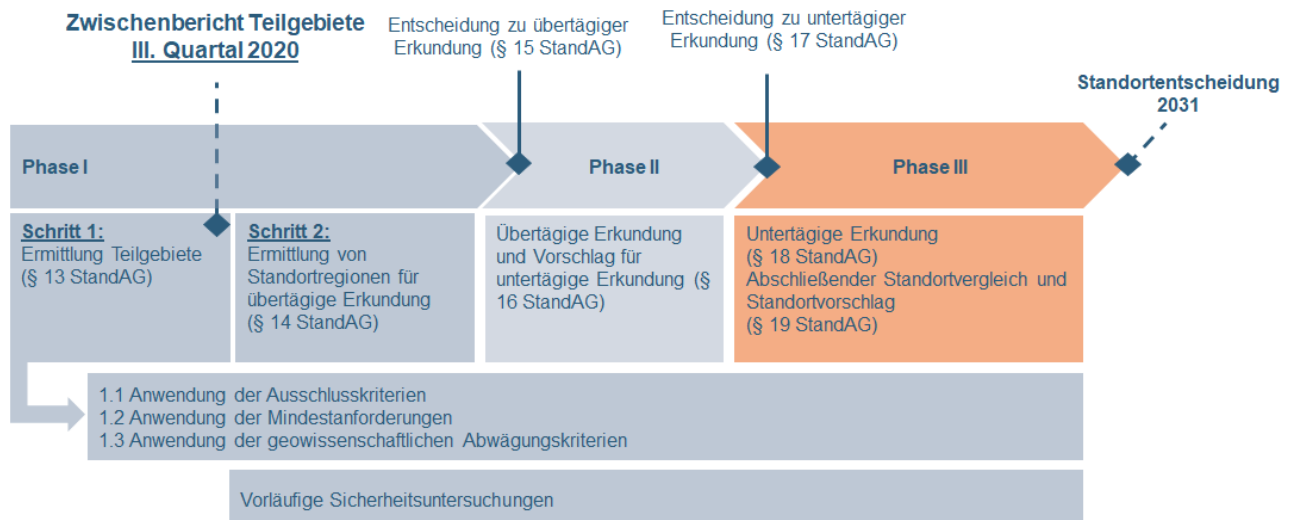 Zwischenbericht Teilgebiete
III. Quartal 2020
Entscheidung zu übertägiger
Erkundung (§ 15 StandAG)
Entscheidung zu untertägiger
Erkundung (§ 17 StandAG)
Standortentscheidung
2031
Phase I
Phase II
Phase III
Schritt 1:
Ermittlung Teilgebiete
(§ 13 StandAG)
Schritt 2:
Ermittlung von
Standortregionen für
übertägige Erkundung
(§ 14 StandAG)
Übertägige Erkundung
und Vorschlag für
untertägige Erkundung (§
16 StandAG)
Untertägige Erkundung
(§ 18 StandAG)
Abschließender Standortvergleich und
Standortvorschlag
(§ 19 StandAG)
1.1 Anwendung der Ausschlusskriterien
1.2 Anwendung der Mindestanforderungen
1.3 Anwendung der geowissenschaftlichen Abwägungskriterien
Vorläufige Sicherheitsuntersuchungen